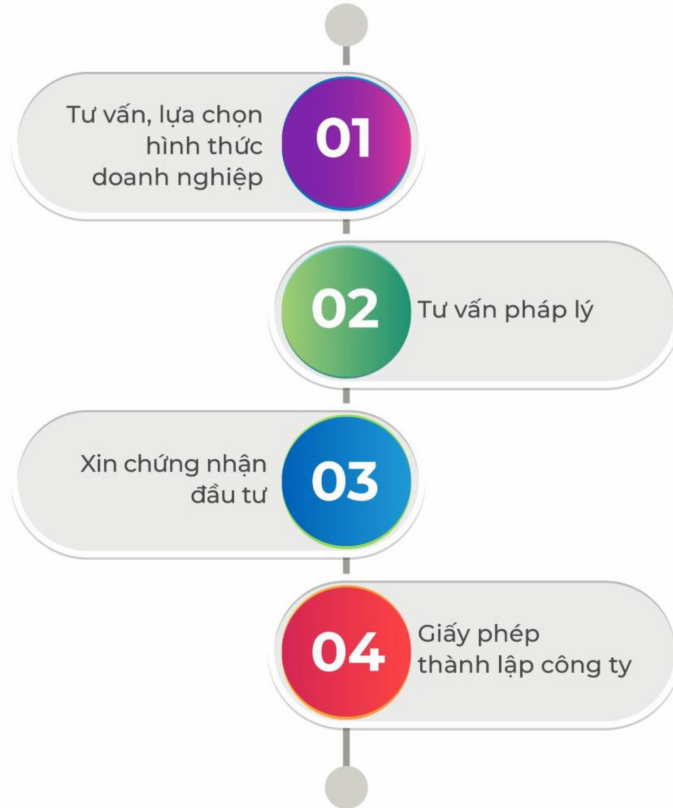 Tư vấn, lựa chọn
hình thức
doanh nghiệp
01
02
Tư vấn pháp lý
Xin chứng nhận
đầu tư
03
04
Giấy phép
thành lập công ty